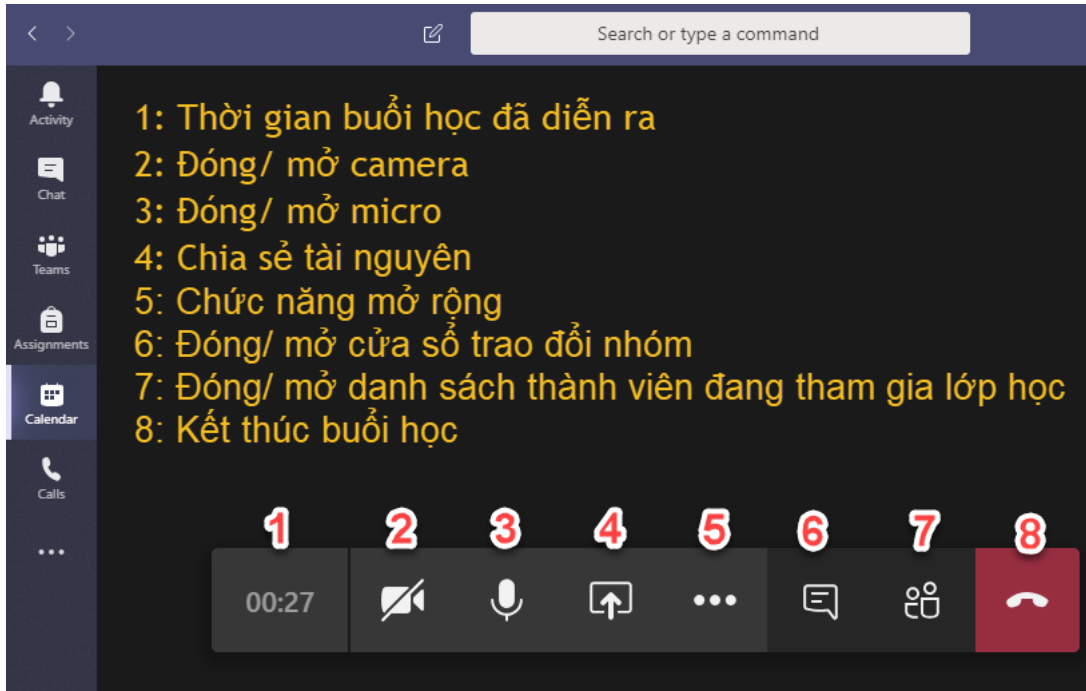 Search or type a command
Activity
Chat
Teams
Assignments
Calendar
Calls
1: Thời gian buổi học đã diễn ra
2: Đóng/ mở camera
3: Đóng/ mở micro
4: Chia sẻ tài nguyên
5: Chức năng mở rộng
6: Đóng/ mở cửa sổ trao đổi nhóm
7: Đóng/ mở danh sách thành viên đang tham gia lớp học
8: Kết thúc buổi học
1 2 3 4 5 6 7 8
00:27